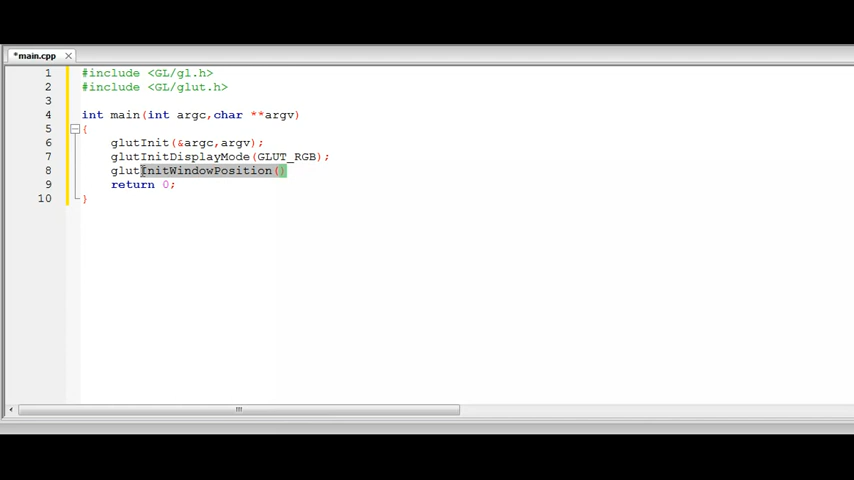 *main.cpp
1 #include <GL/gl.h>
2 #include <GL/glut.h>
3
4 int main(int argc,char **argv)
5 {
6 glutInit(&argc,argv);
7 glutInitDisplayMode(GLUT_RGB);
8 glutInitWindowPosition()
9 return 0;
10 }